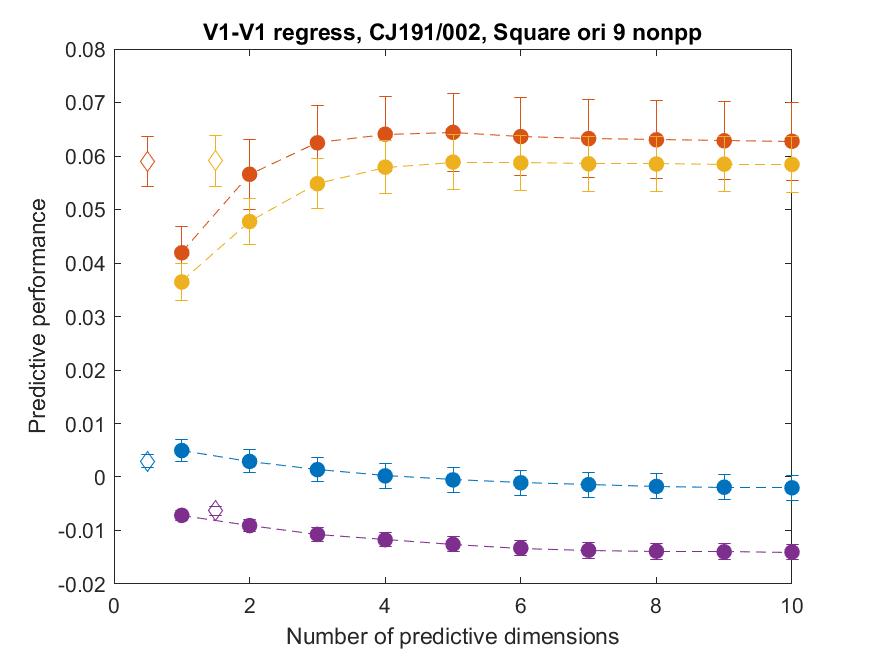 V1-V1 regress, CJ191/002, Square ori 9 nonpp
0.08
0.07
0.06
0.05
0.04
0.03
0.02
0.01
0
-0.01
-0.02
Predictive performance
0 2 4 6 8 10
Number of predictive dimensions